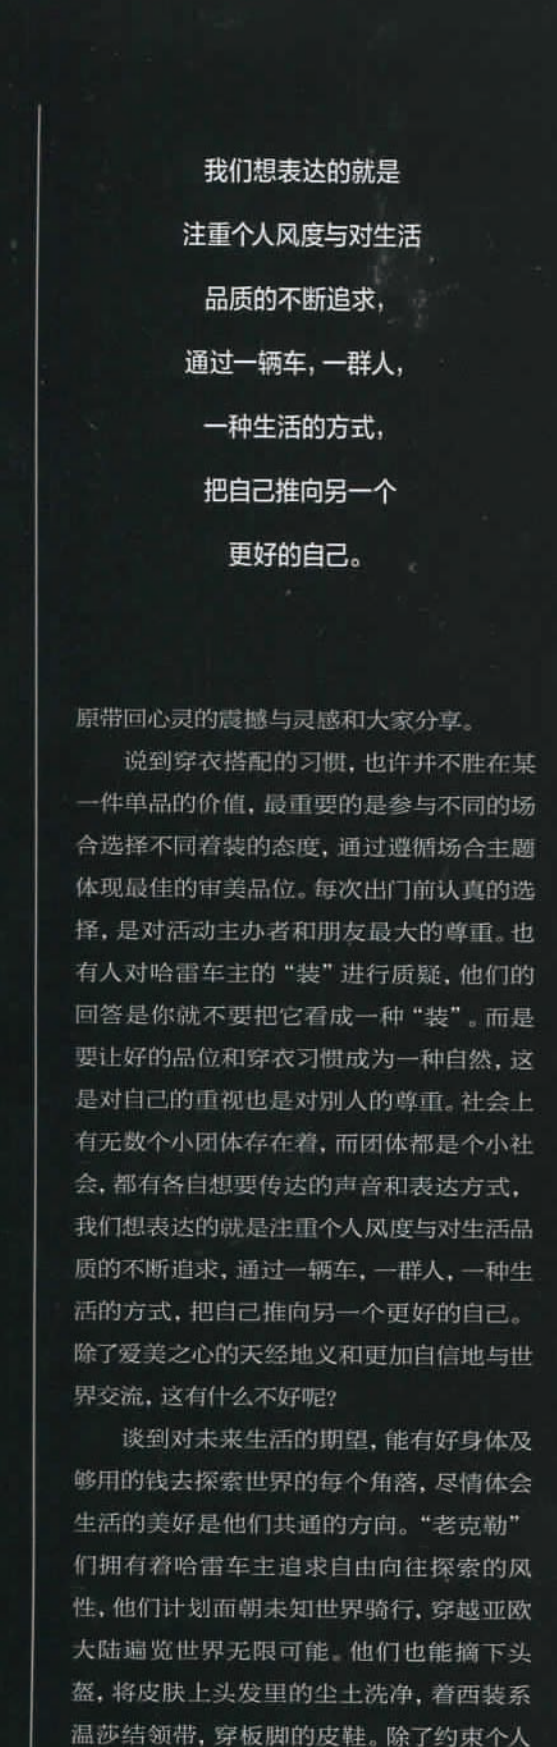 我们想表达的就是
注重个人风度与对生活
品质的不断追求，
通过一辆车，一群人，
一种生活的方式，
把自己推向另一个
更好的自己。
原带回心灵的震撼与灵感和大家分享。
说到穿衣搭配的习惯，也许并不胜在某
一件单品的价值，最重要的是参与不同的场
合选择不同着装的态度，通过遵循场合主题
体现最佳的审美品位。每次出门前认真的选
择，是对活动主办者和朋友最大的尊重。也
有人对哈雷车主的“装”进行质疑，他们的
回答是你就不要把它看成一种“装”。而是
要让好的品位和穿衣习惯成为一种自然，这
是对自己的重视也是对别人的尊重。社会上
有无数个小团体存在着，而团体都是个小社
会，都有各自想要传达的声音和表达方式，
我们想表达的就是注重个人风度与对生活品
质的不断追求，通过一辆车，一群人，一种生
活的方式，把自己推向另一个更好的自己。
除了爱美之心的天经地义和更加自信地与世
界交流，这有什么不好呢？
谈到对未来生活的期望，能有好身体及
够用的钱去探索世界的每个角落，尽情体会
生活的美好是他们共通的方向。“老克勒”
们拥有着哈雷车主追求自由向往探索的风
性，他们计划面朝未知世界骑行，穿越亚欧
大陆遍览世界无限可能。他们也能摘下头
盔，将皮肤上头发里的尘土洗净，着西装系
温莎结领带，穿板脚的皮鞋。除了约束个人